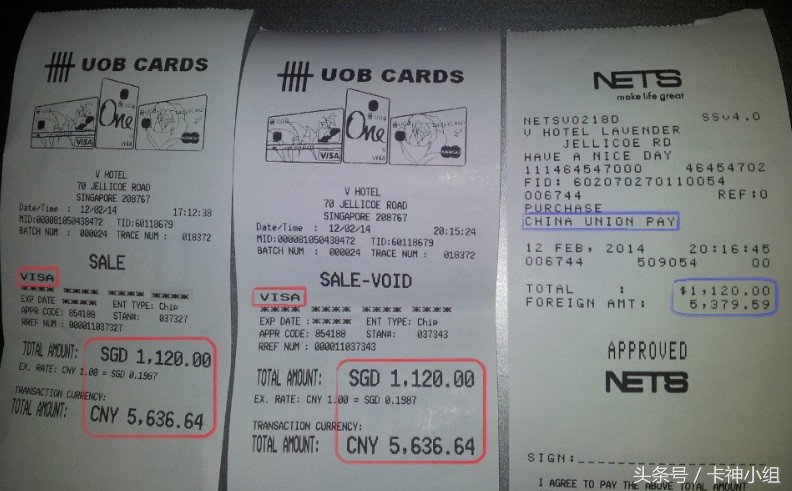 UOB CARDS
One
VISA
V HOTEL
70 JELLICOE ROAD
SINGAPORE 208767
Date/Time : 12/02/14 17:12:38
MID:000081050438472 TID:60118679
BATCH NUM : 000024 TRACE NUM : 018372
SALE
VISA
**** **** **** ****
EXP DATE : **** ENT TYPE: Chip
APPR CODE: 854188 STAN#: 037327
RREF NUM : 000011037327
TOTAL AMOUNT: SGD 1,120.00
EX. RATE: CNY 1.00 = SGD 0.1987
TRANSACTION CURRENCY:
TOTAL AMOUNT: CNY 5,636.64
UOB CARDS
One
VISA
V HOTEL
70 JELLICOE ROAD
SINGAPORE 208767
Date/Time : 12/02/14 20:15:24
MID:000081050438472 TID:60118679
BATCH NUM : 000024 TRACE NUM : 018372
SALE-VOID
VISA
**** **** **** ****
EXP DATE : **** ENT TYPE: Chip
APPR CODE: 854188 STAN#: 037343
RREF NUM : 000011037343
TOTAL AMOUNT: SGD 1,120.00
EX. RATE: CNY 1.00 = SGD 0.1987
TRANSACTION CURRENCY:
TOTAL AMOUNT: CNY 5,636.64
NETS
make life great
NETSV0218D SSv4.0
V HOTEL LAVENDER
JELLICOE RD
HAVE A NICE DAY
111464547000 46454702
FID: 602070270110054
006744 REF:0
PURCHASE
CHINA UNION PAY
12 FEB, 2014 20:16:45
006744 509054 00
TOTAL : $1,120.00
FOREIGN AMT: 5,379.59
APPROVED
NETS
SIGN:
I AGREE TO PAY THE ABOVE TOTAL AMOUNT
头条号 / 卡神小组